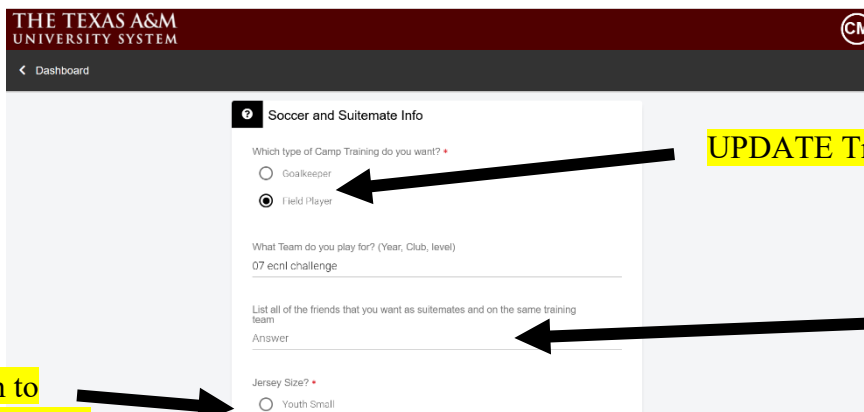 THE TEXAS A&M
UNIVERSITY SYSTEM
CM
Dashboard
Soccer and Suitemate Info
Which type of Camp Training do you want? *
Goalkeeper
UPDATE
Field Player
What Team do you play for? (Year, Club, level)
07 ecnl challenge
List all of the friends that you want as suitemates and on the same training
team
Answer
Jersey Size? *
to
Youth Small